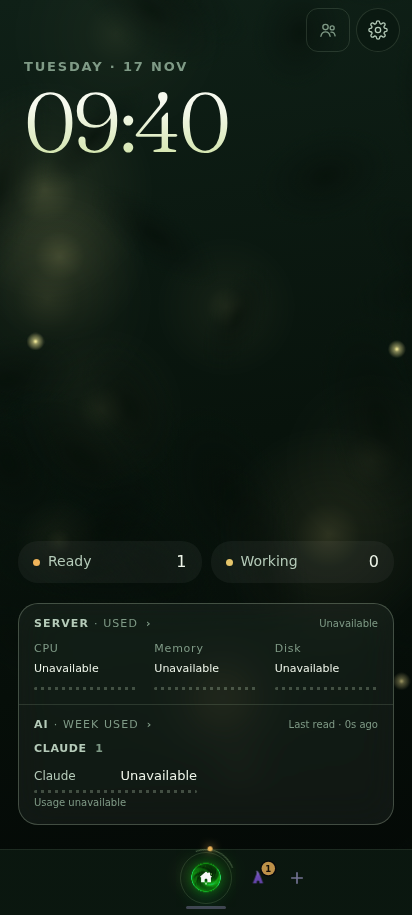 TUESDAY · 17 NOV
09:40
Ready 1 Working 0
SERVER · USED › Unavailable
CPU Memory Disk
Unavailable Unavailable Unavailable
AI · WEEK USED › Last read · 0s ago
CLAUDE 1
Claude Unavailable
Usage unavailable
1